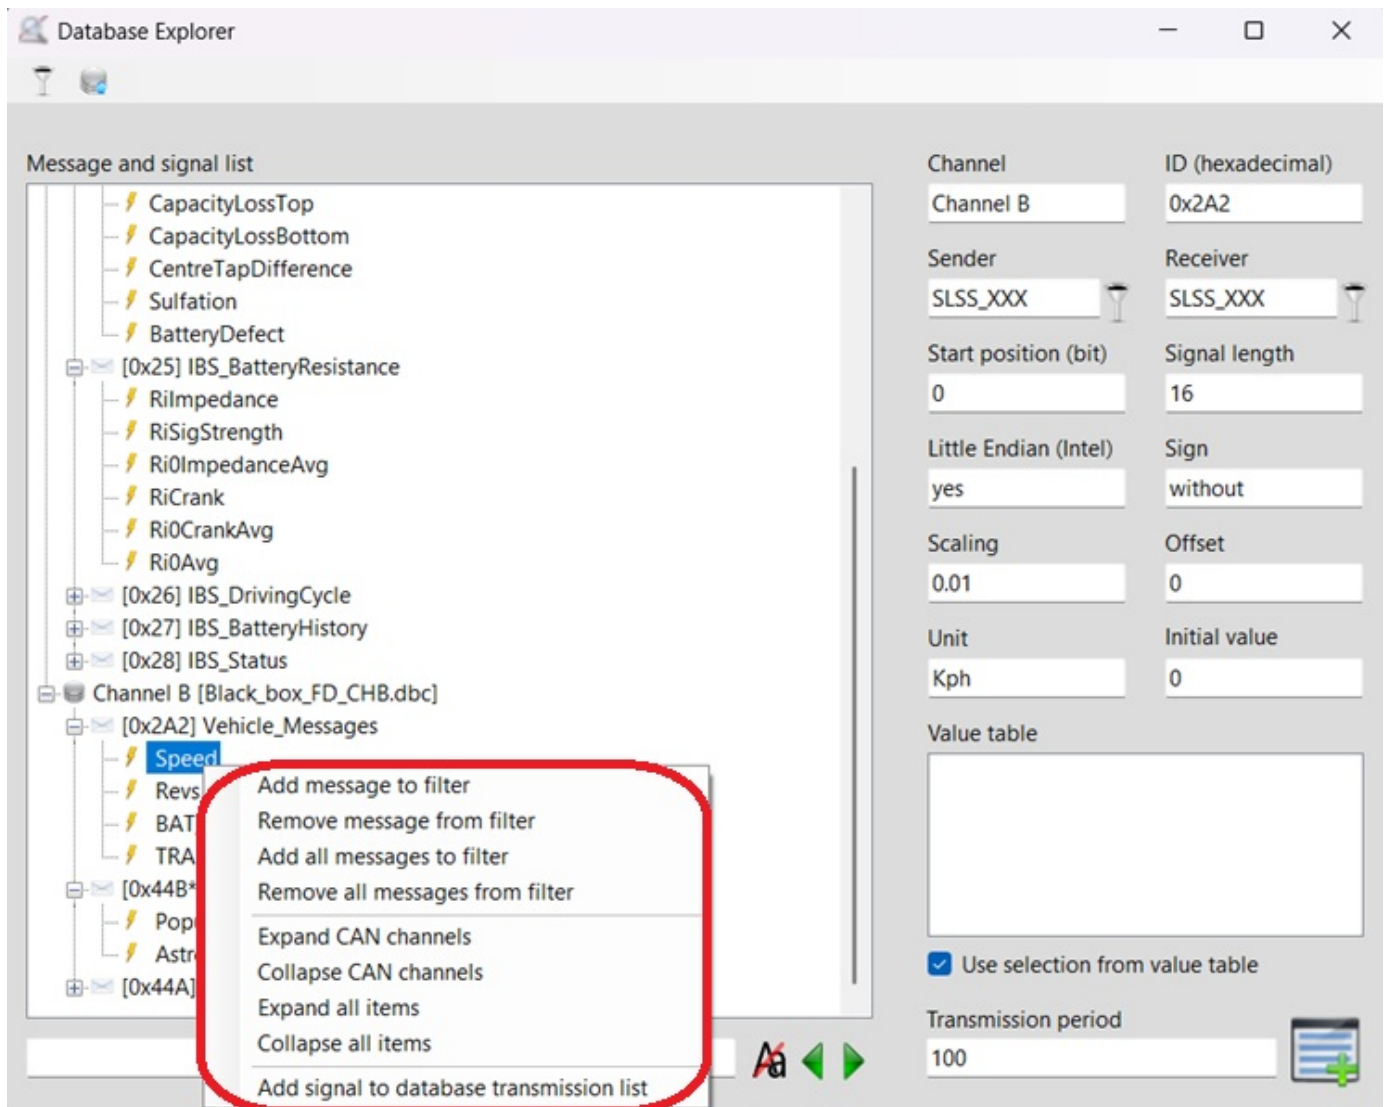 Database Explorer
Message and signal list
CapacityLossTop
CapacityLossBottom
CentreTapDifference
Sulfation
BatteryDefect
[0x25] IBS_BatteryResistance
RiImpedance
RiSigStrength
Ri0ImpedanceAvg
RiCrank
Ri0CrankAvg
Ri0Avg
[0x26] IBS_DrivingCycle
[0x27] IBS_BatteryHistory
[0x28] IBS_Status
Channel B [Black_box_FD_CHB.dbc]
[0x2A2] Vehicle_Messages
Speed
Revs
BAT
TRA
[0x44B*
Popu
Astr
[0x44A]
Add message to filter
Remove message from filter
Add all messages to filter
Remove all messages from filter
Expand CAN channels
Collapse CAN channels
Expand all items
Collapse all items
Add signal to database transmission list
Aa
Channel ID (hexadecimal)
Channel B 0x2A2
Sender Receiver
SLSS_XXX SLSS_XXX
Start position (bit) Signal length
0 16
Little Endian (Intel) Sign
yes without
Scaling Offset
0.01 0
Unit Initial value
Kph 0
Value table
Use selection from value table
Transmission period
100